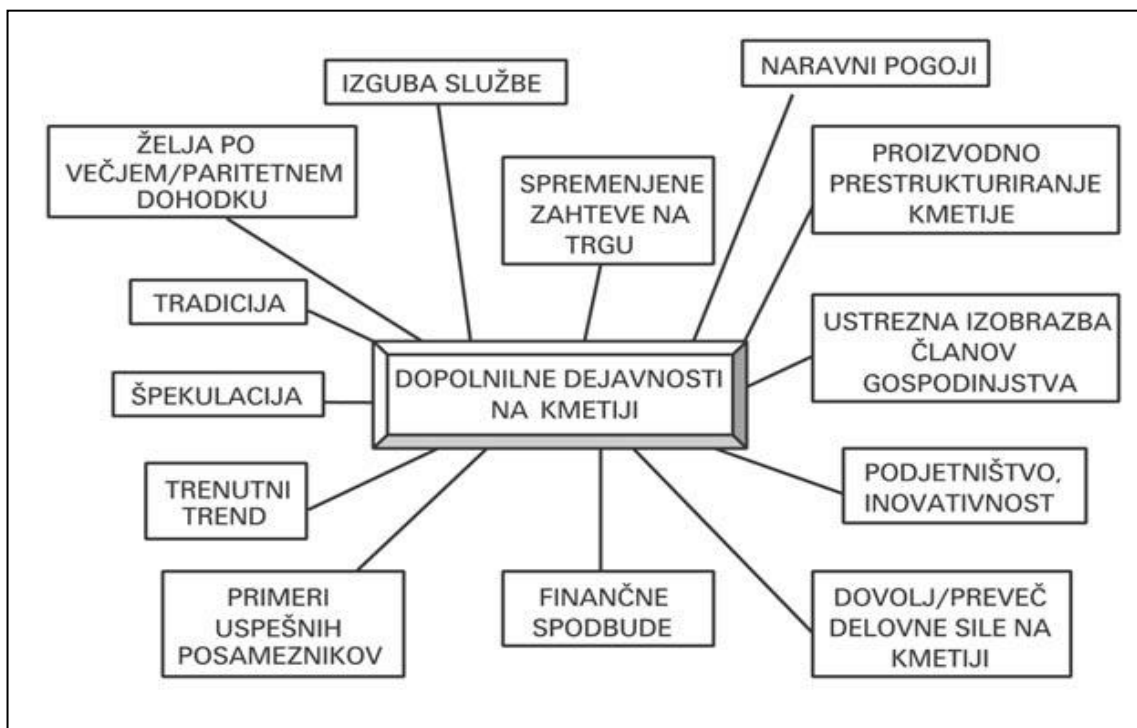 IZGUBA SLUŽBE
NARAVNI POGOJI
ŽELJA PO
VEČJEM/PARITETNEM
DOHODKU
SPREMENJENE
ZAHTEVE NA
TRGU
PROIZVODNO
PRESTRUKTURIRANJE
KMETIJE
TRADICIJA
USTREZNA IZOBRAZBA
ČLANOV
GOSPODINJSTVA
DOPOLNILNE DEJAVNOSTI
NA KMETIJI
ŠPEKULACIJA
TRENUTNI
TREND
PODJETNIŠTVO,
INOVATIVNOST
PRIMERI
USPEŠNIH
POSAMEZNIKOV
FINANČNE
SPODBUDE
DOVOLJ/PREVEČ
DELOVNE SILE NA
KMETIJI